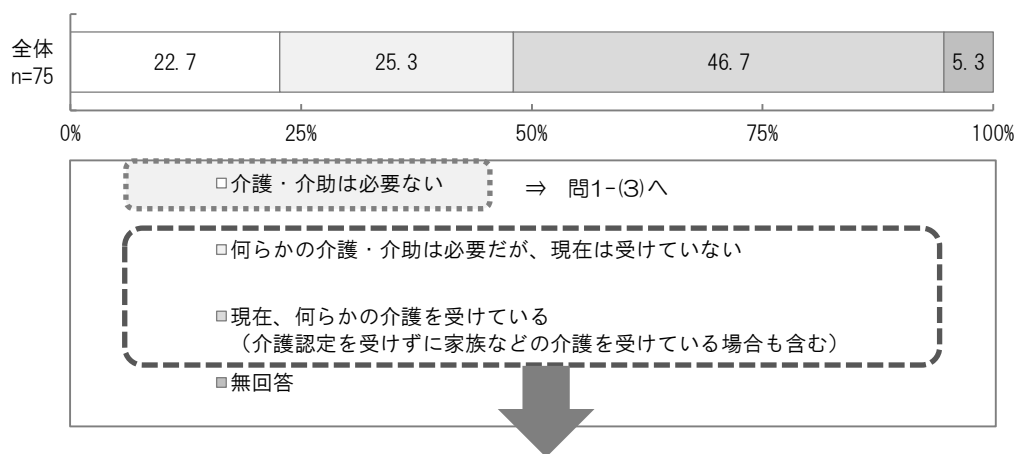 全体
n=75
22.7
25.3
46.7
5.3
0%
25%
50%
75%
100%
□介護・介助は必要ない ⇒ 問1-(3)へ
□何らかの介護・介助は必要だが、現在は受けていない
■現在、何らかの介護を受けている
（介護認定を受けずに家族などの介護を受けている場合も含む）
■無回答